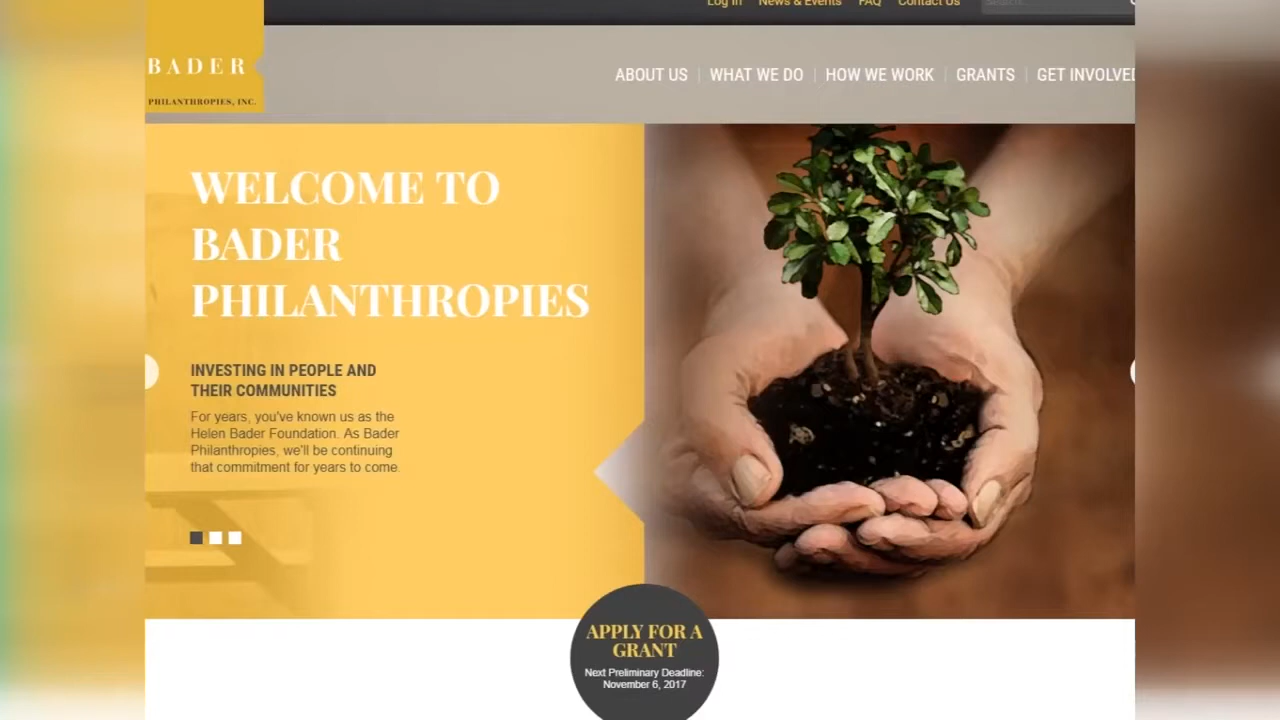 Log In News & Events FAQ Contact Us Search...
BADER
PHILANTHROPIES, INC.
ABOUT US WHAT WE DO HOW WE WORK GRANTS GET INVOLVED
WELCOME TO
BADER
PHILANTHROPIES
INVESTING IN PEOPLE AND
THEIR COMMUNITIES
For years, you've known us as the
Helen Bader Foundation. As Bader
Philanthropies, we'll be continuing
that commitment for years to come.
APPLY FOR A
GRANT
Next Preliminary Deadline:
November 6, 2017